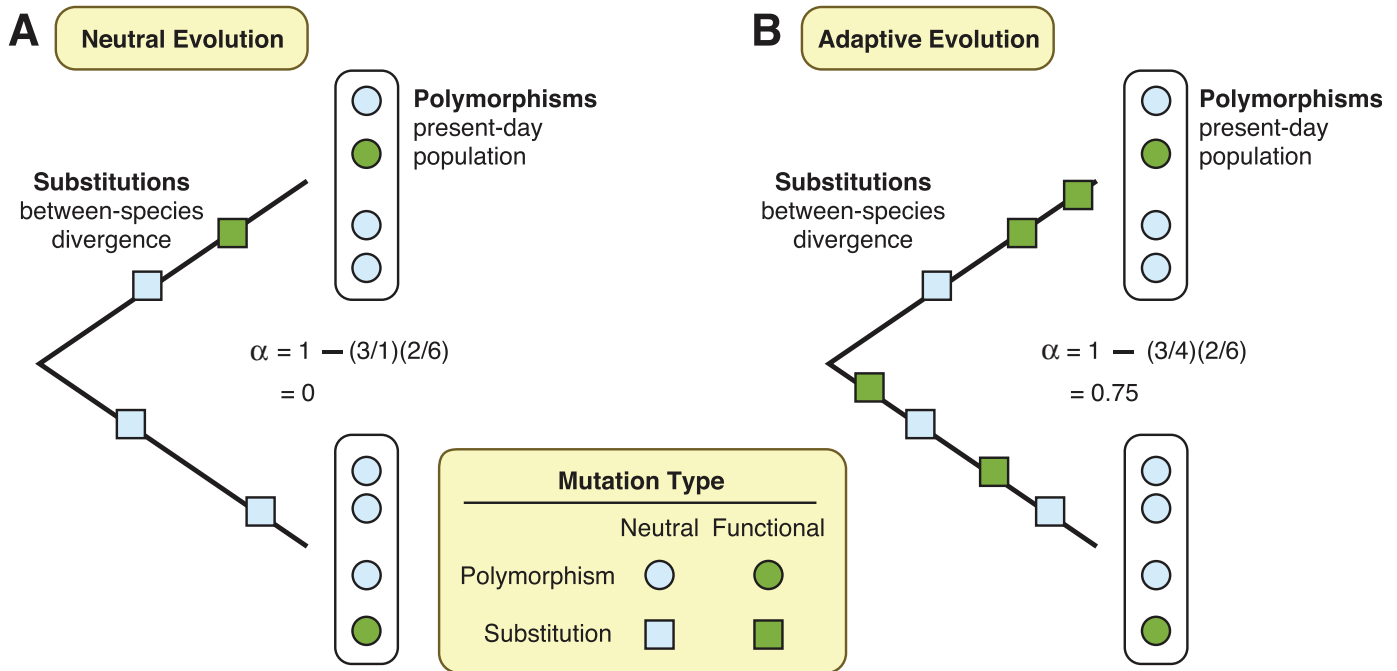 A
Neutral Evolution
Polymorphisms
present-day
population
Substitutions
between-species
divergence
α = 1 — (3/1)(2/6)
= 0
B
Adaptive Evolution
Polymorphisms
present-day
population
Substitutions
between-species
divergence
α = 1 — (3/4)(2/6)
= 0.75
Mutation Type
Neutral Functional
Polymorphism
Substitution